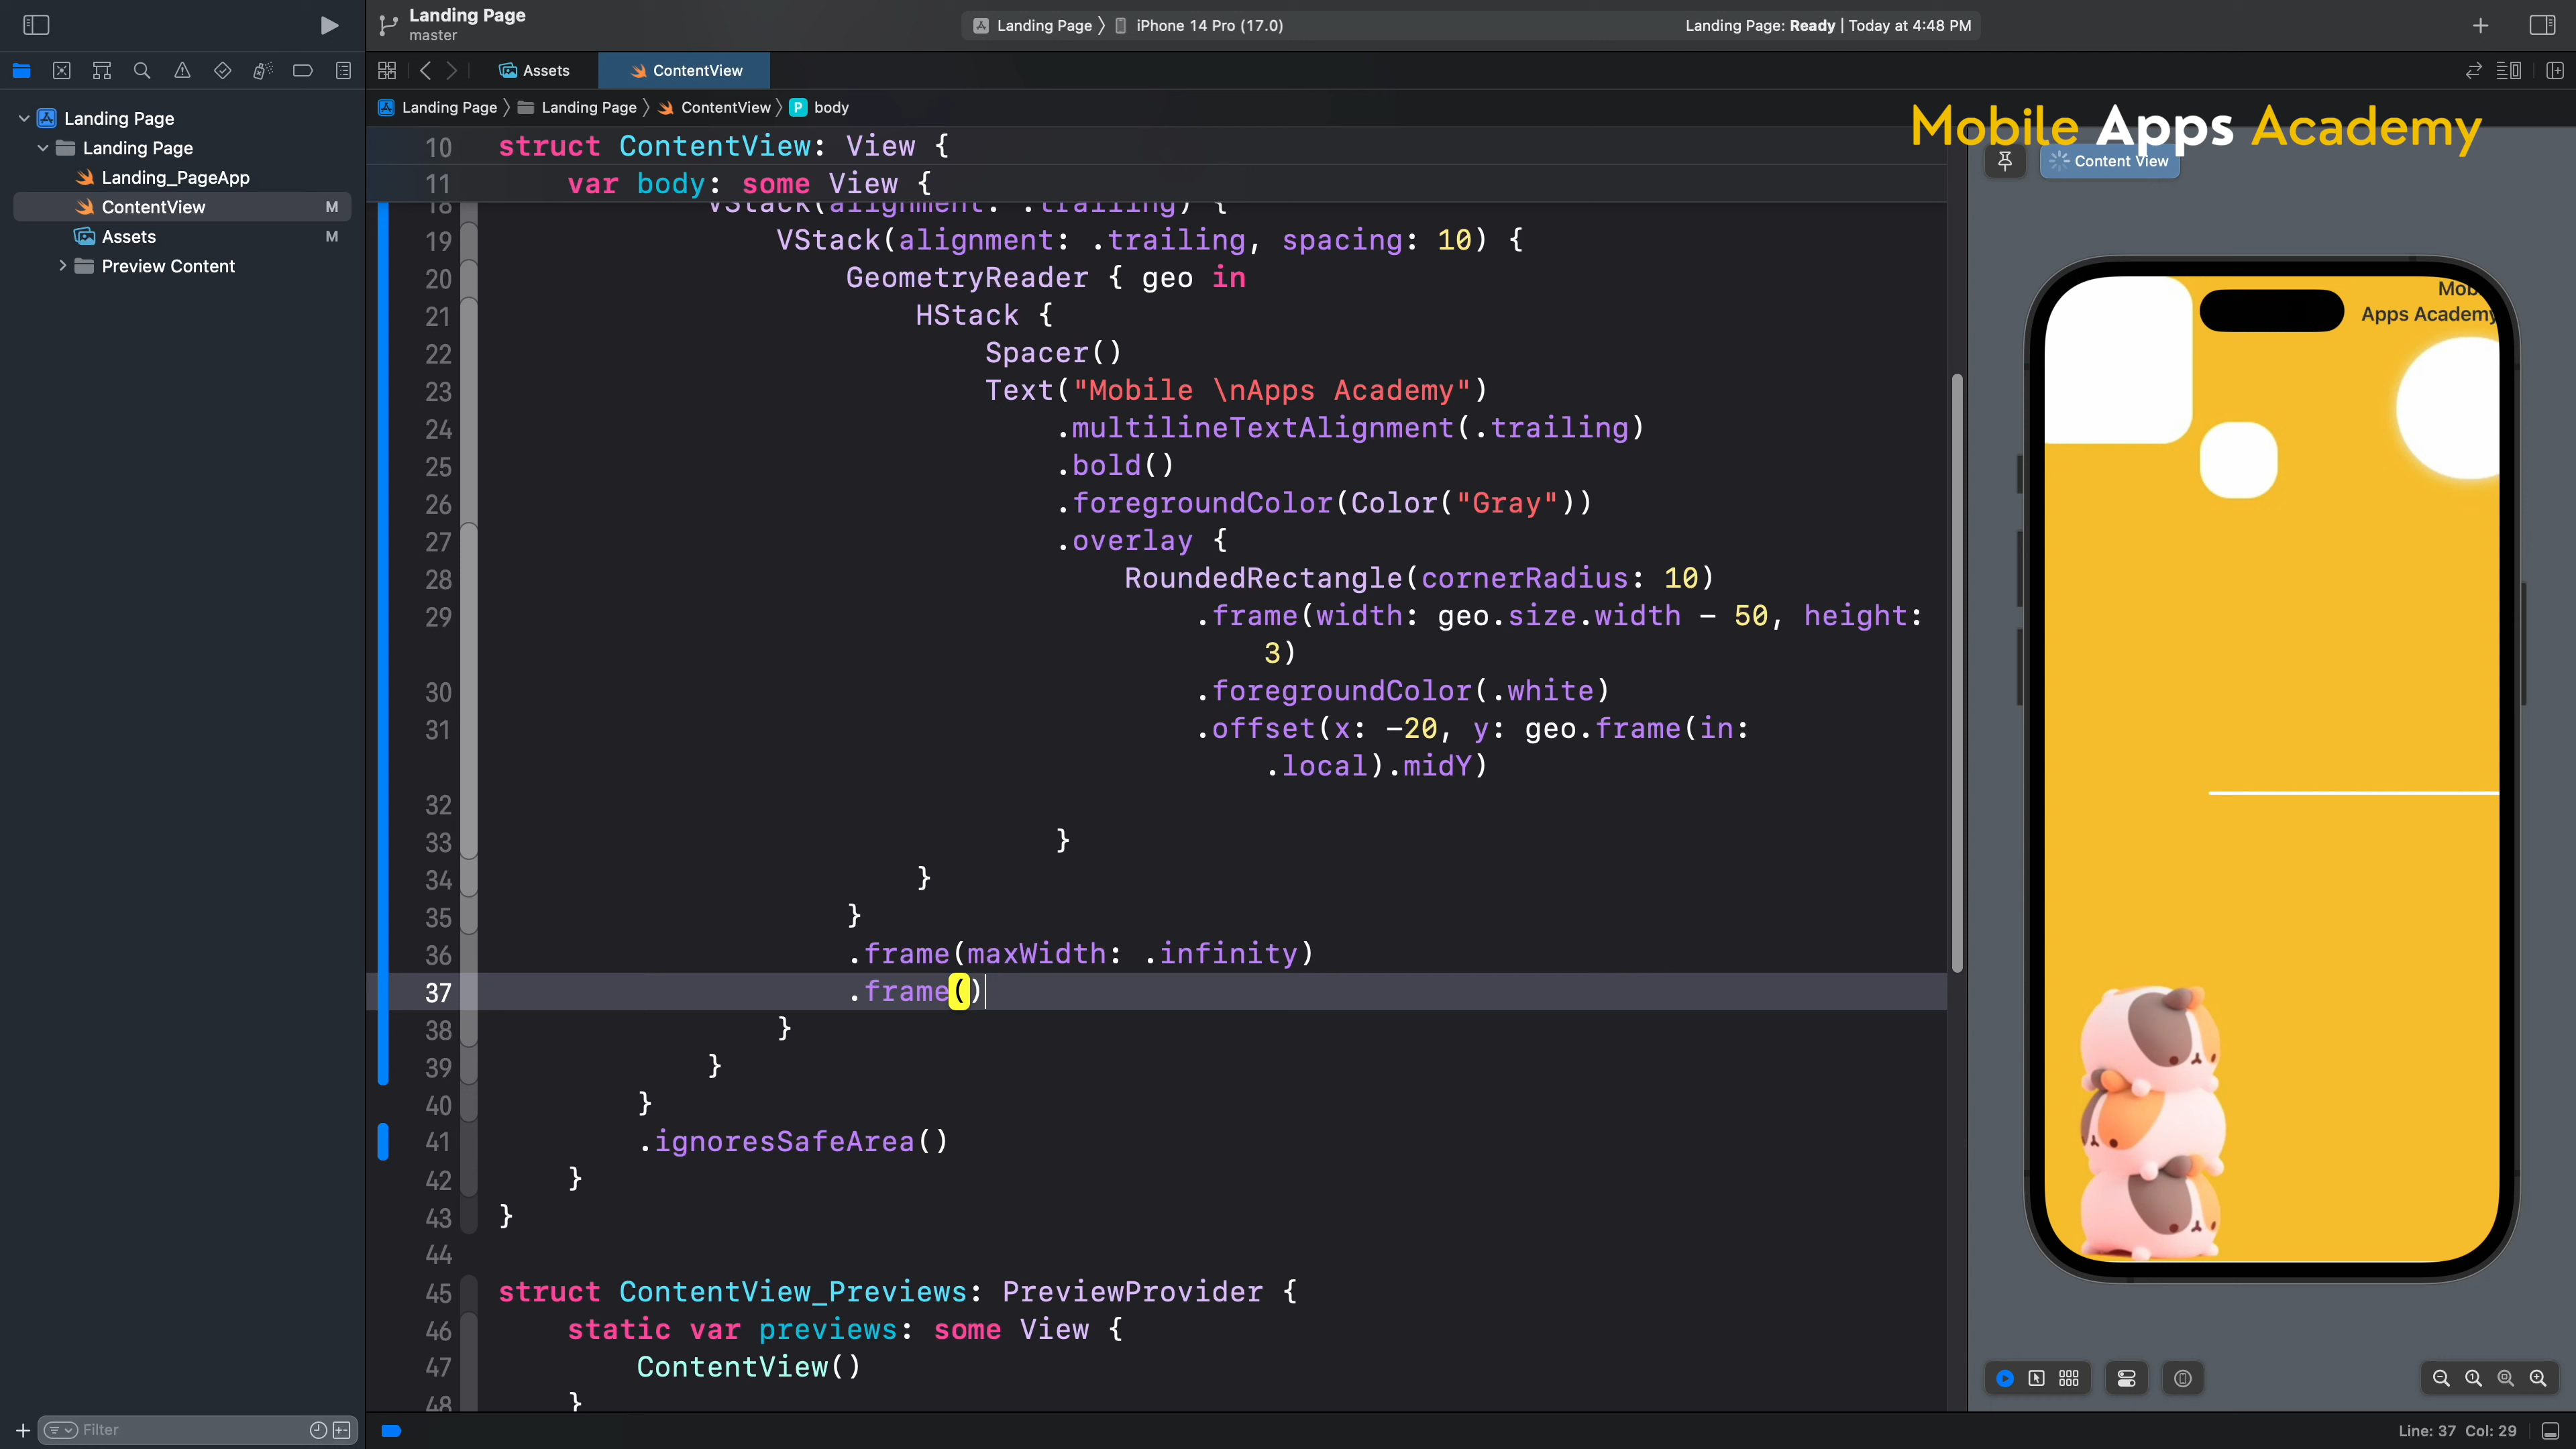 Landing Page
master
Landing Page 〉 iPhone 14 Pro (17.0)
Landing Page: Ready | Today at 4:48 PM
Assets
ContentView
Landing Page 〉 Landing Page 〉 ContentView 〉 P body
Mobile Apps Academy
Landing Page
Landing Page
Landing_PageApp
ContentView M
Assets M
Preview Content
10 struct ContentView: View {
11 var body: some View {
18 VStack(alignment: .trailing) {
19 VStack(alignment: .trailing, spacing: 10) {
20 GeometryReader { geo in
21 HStack {
22 Spacer()
23 Text("Mobile \nApps Academy")
24 .multilineTextAlignment(.trailing)
25 .bold()
26 .foregroundColor(Color("Gray"))
27 .overlay {
28 RoundedRectangle(cornerRadius: 10)
29 .frame(width: geo.size.width - 50, height:
3)
30 .foregroundColor(.white)
31 .offset(x: -20, y: geo.frame(in:
.local).midY)
32
33 }
34 }
35 }
36 .frame(maxWidth: .infinity)
37 .frame()
38 }
39 }
40 }
41 .ignoresSafeArea()
42 }
43 }
44
45 struct ContentView_Previews: PreviewProvider {
46 static var previews: some View {
47 ContentView()
48 }
Content View
Mob
Apps Academy
Filter
Line: 37 Col: 29